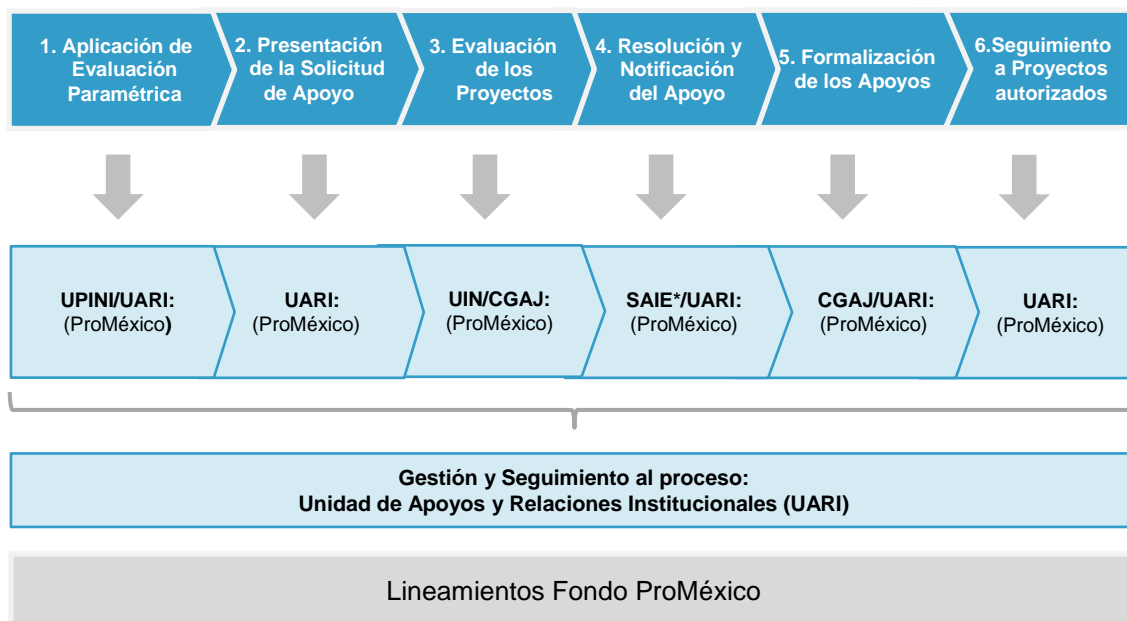 1. Aplicación de
Evaluación
Paramétrica
2. Presentación
de la Solicitud
de Apoyo
3. Evaluación
de los
Proyectos
4. Resolución y
Notificación
del Apoyo
5. Formalización
de los Apoyos
6.Seguimiento
a Proyectos
autorizados
UPINI/UARI:
(ProMéxico)
UARI:
(ProMéxico)
UIN/CGAJ:
(ProMéxico)
SAIE*/UARI:
(ProMéxico)
CGAJ/UARI:
(ProMéxico)
UARI:
(ProMéxico)
Gestión y Seguimiento al proceso:
Unidad de Apoyos y Relaciones Institucionales (UARI)
Lineamientos Fondo ProMéxico